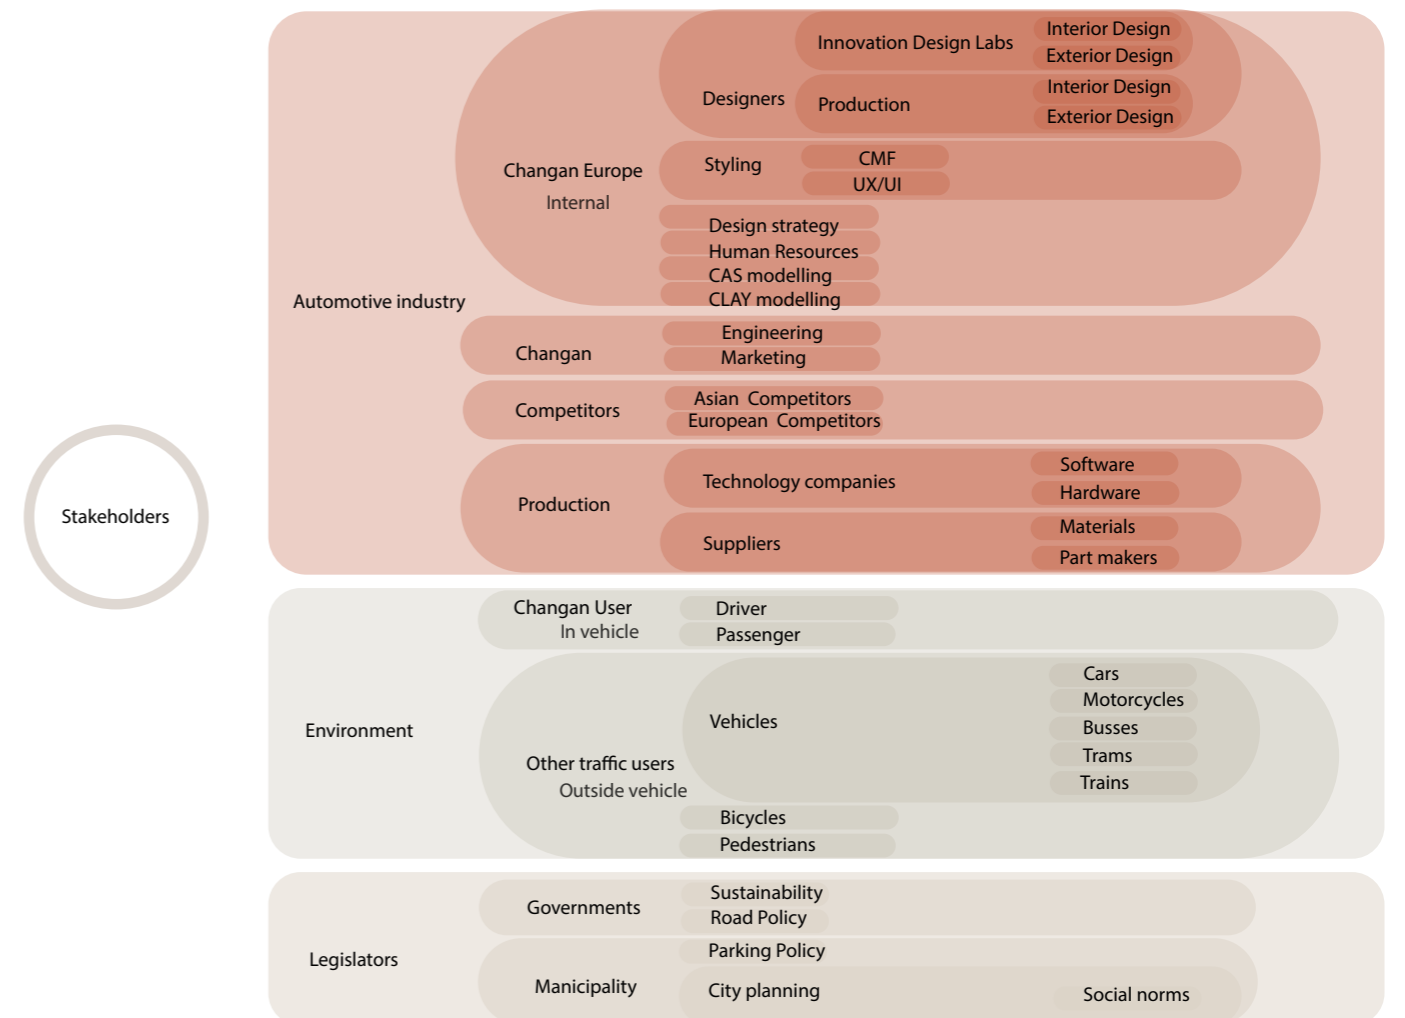 Stakeholders
Automotive industry
Changan Europe
Internal
Designers
Innovation Design Labs
Interior Design
Exterior Design
Production
Interior Design
Exterior Design
Styling
CMF
UX/UI
Design strategy
Human Resources
CAS modelling
CLAY modelling
Changan
Engineering
Marketing
Competitors
Asian Competitors
European Competitors
Production
Technology companies
Software
Hardware
Suppliers
Materials
Part makers
Environment
Changan User
In vehicle
Driver
Passenger
Other traffic users
Outside vehicle
Vehicles
Cars
Motorcycles
Busses
Trams
Trains
Bicycles
Pedestrians
Legislators
Governments
Sustainability
Road Policy
Manicipality
Parking Policy
City planning
Social norms